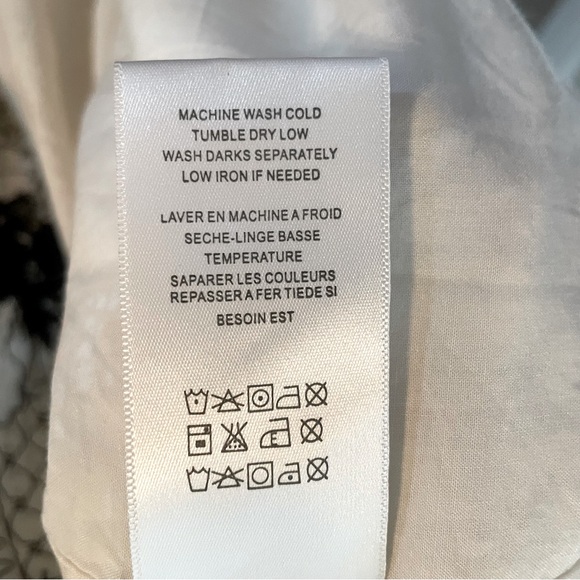 MACHINE WASH COLD
TUMBLE DRY LOW
WASH DARKS SEPARATELY
LOW IRON IF NEEDED
LAVER EN MACHINE A FROID
SECHE-LINGE BASSE
TEMPERATURE
SAPARER LES COULEURS
REPASSER A FER TIEDE SI
BESOIN EST